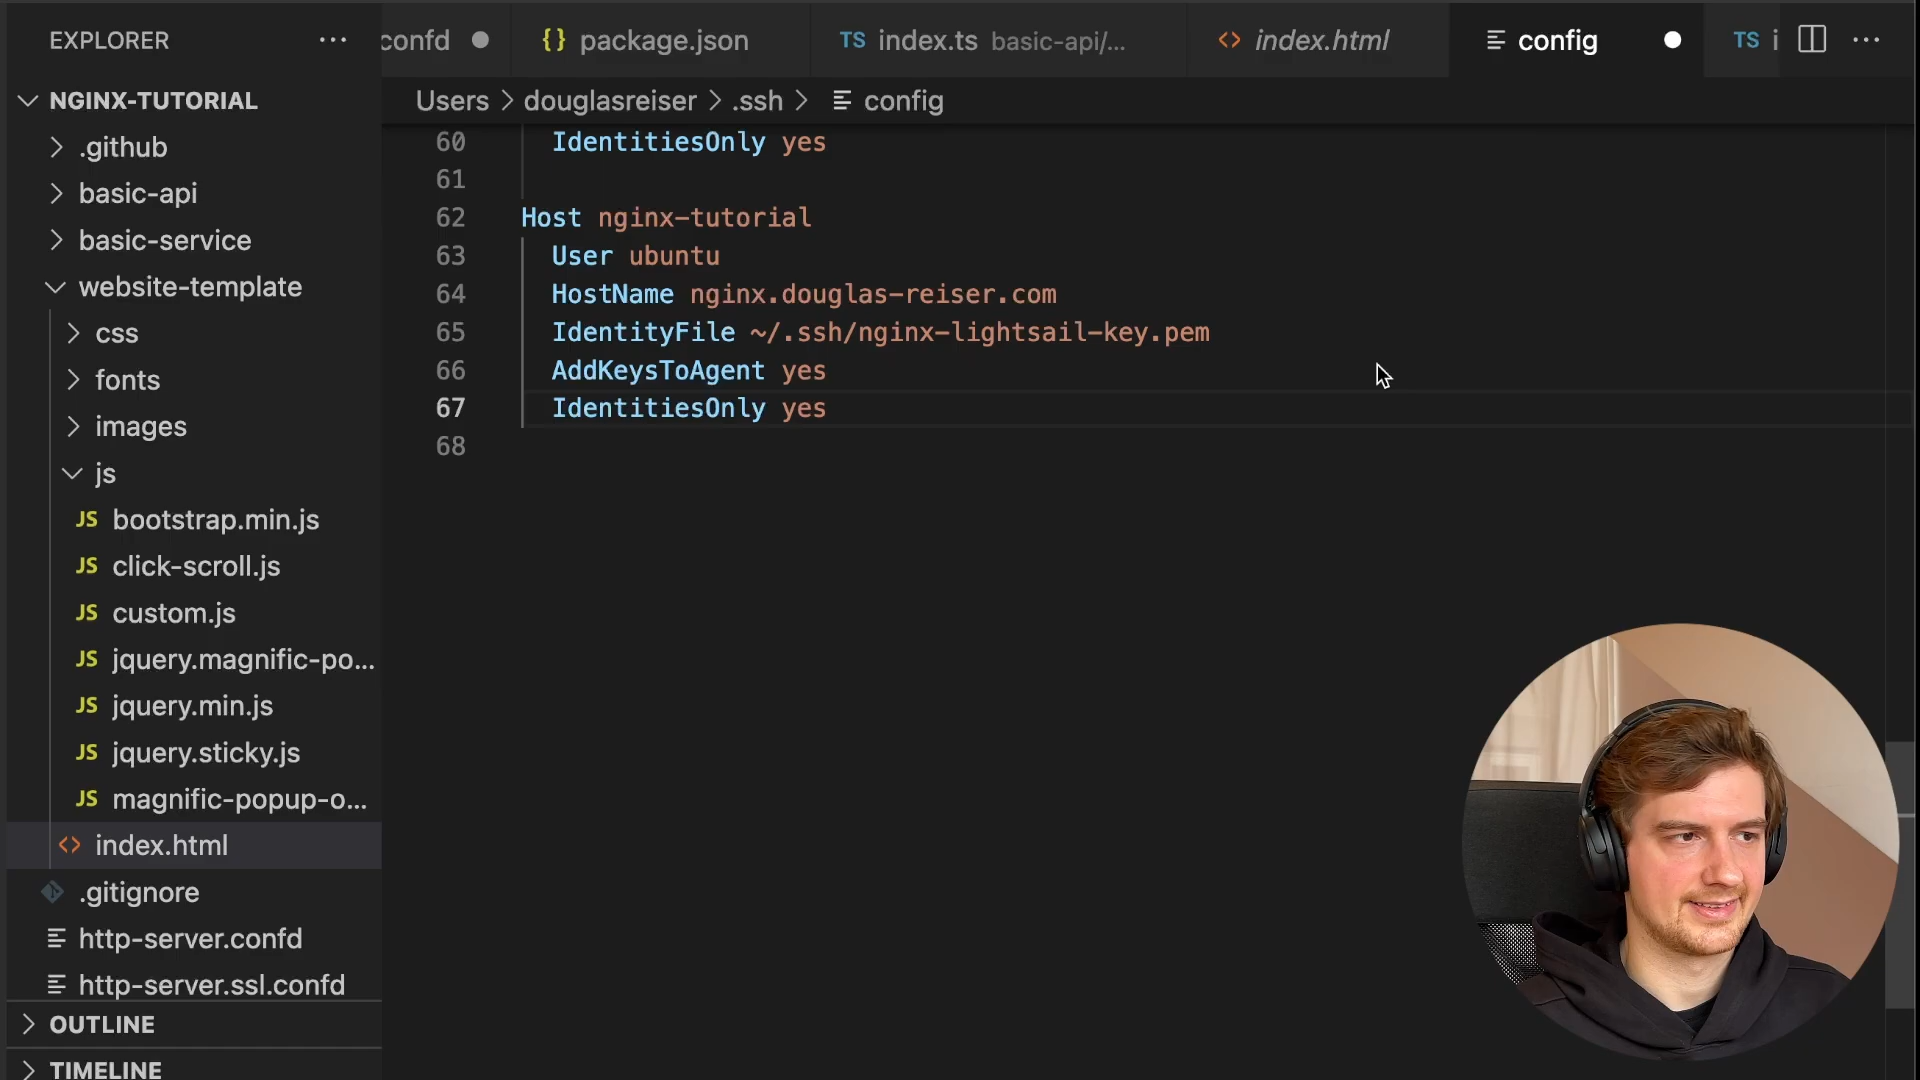 EXPLORER
NGINX-TUTORIAL
.github
basic-api
basic-service
website-template
css
fonts
images
js
JS bootstrap.min.js
JS click-scroll.js
JS custom.js
JS jquery.magnific-po...
JS jquery.min.js
JS jquery.sticky.js
JS magnific-popup-o...
<> index.html
.gitignore
http-server.confd
http-server.ssl.confd
OUTLINE
TIMELINE
confd
{} package.json
TS index.ts basic-api/...
<> index.html
config
TS i
Users > douglasreiser > .ssh > config
60 IdentitiesOnly yes
61
62 Host nginx-tutorial
63 User ubuntu
64 HostName nginx.douglas-reiser.com
65 IdentityFile ~/.ssh/nginx-lightsail-key.pem
66 AddKeysToAgent yes
67 IdentitiesOnly yes
68